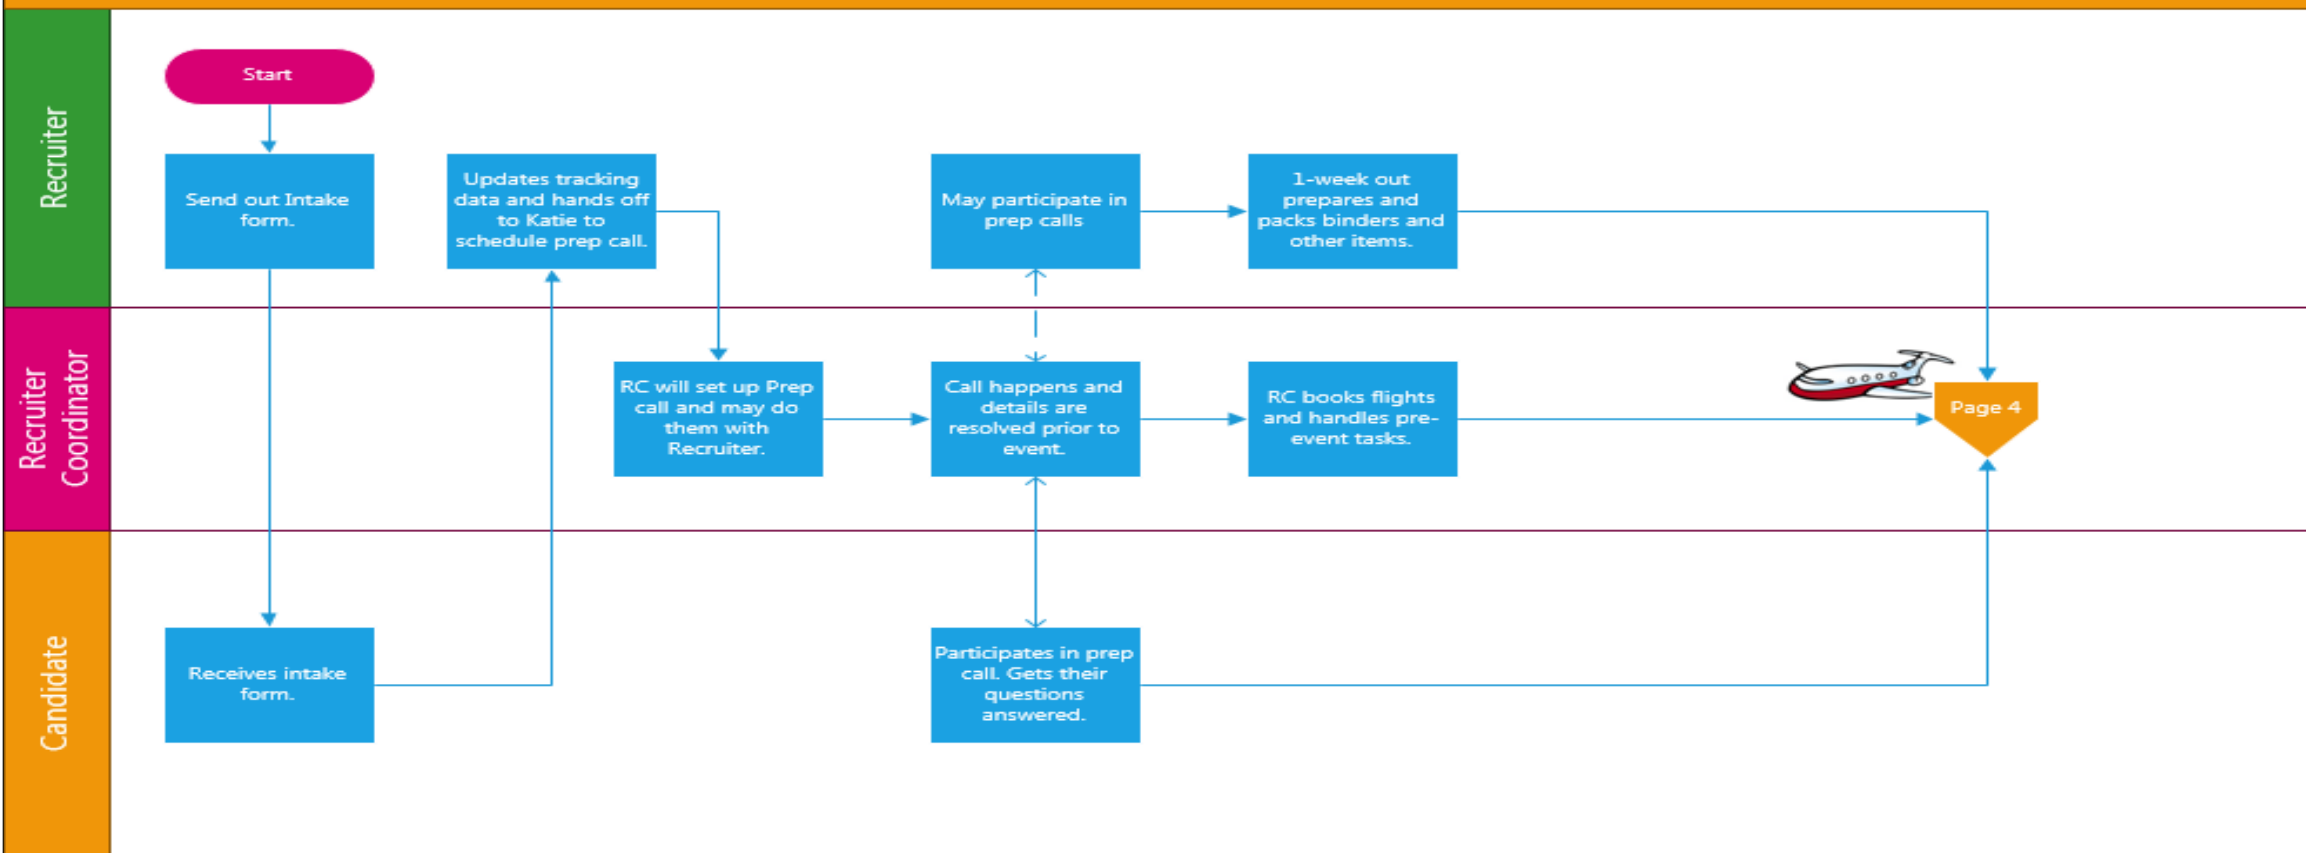 Recruiter
Start
Send out Intake
form.
Updates tracking
data and hands off
to Katie to
schedule prep call.
May participate in
prep calls
1-week out
prepares and
packs binders and
other items.
Recruiter
Coordinator
RC will set up Prep
call and may do
them with
Recruiter.
Call happens and
details are
resolved prior to
event.
RC books flights
and handles pre-
event tasks.
Page 4
Candidate
Receives intake
form.
Participates in prep
call. Gets their
questions
answered.